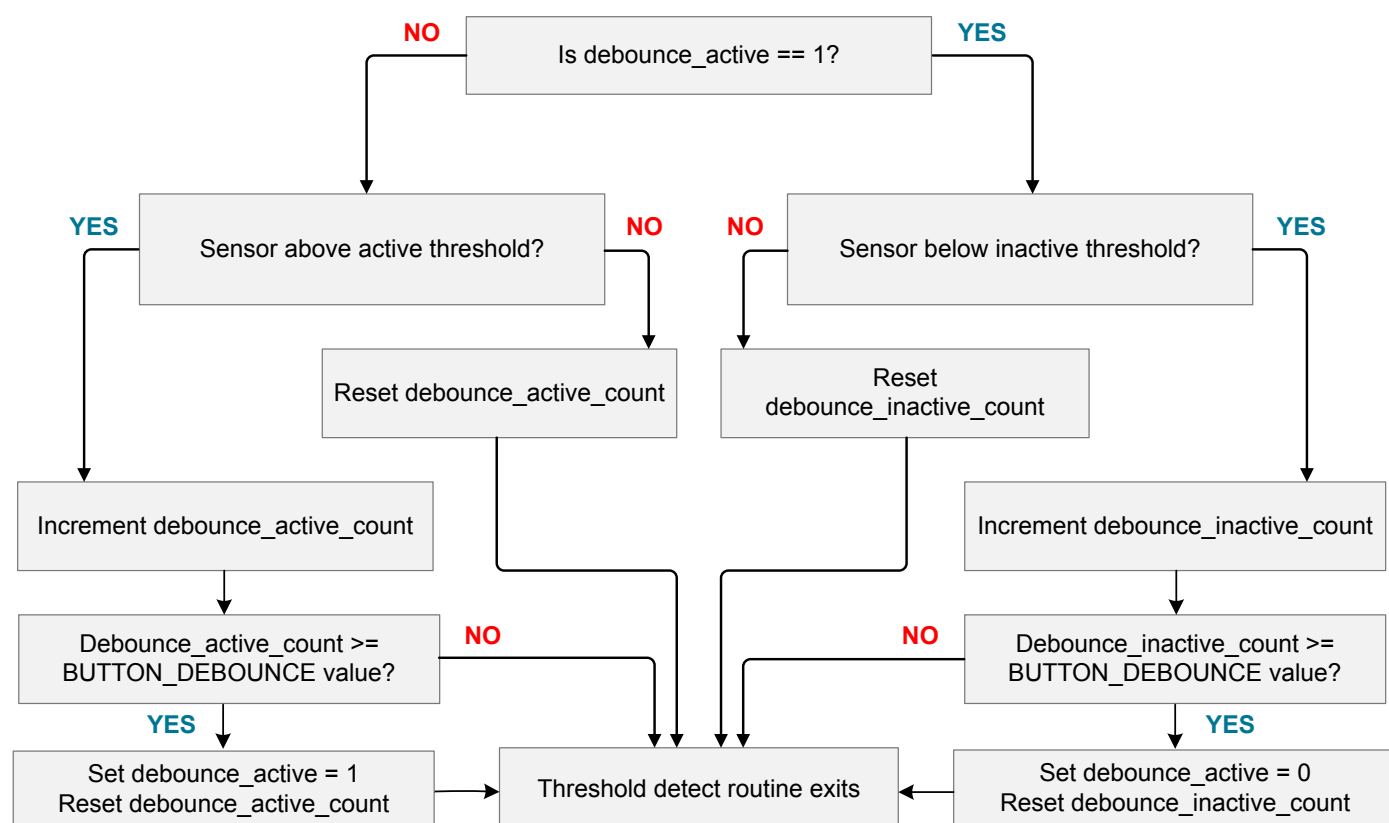 NO
YES
Is debounce_active == 1?
YES
NO
NO
YES
Sensor above active threshold?
Sensor below inactive threshold?
Reset debounce_active_count
Reset
debounce_inactive_count
Increment debounce_active_count
Increment debounce_inactive_count
Debounce_active_count >=
BUTTON_DEBOUNCE value?
NO
NO
Debounce_inactive_count >=
BUTTON_DEBOUNCE value?
YES
YES
Set debounce_active = 1
Reset debounce_active_count
Threshold detect routine exits
Set debounce_active = 0
Reset debounce_inactive_count